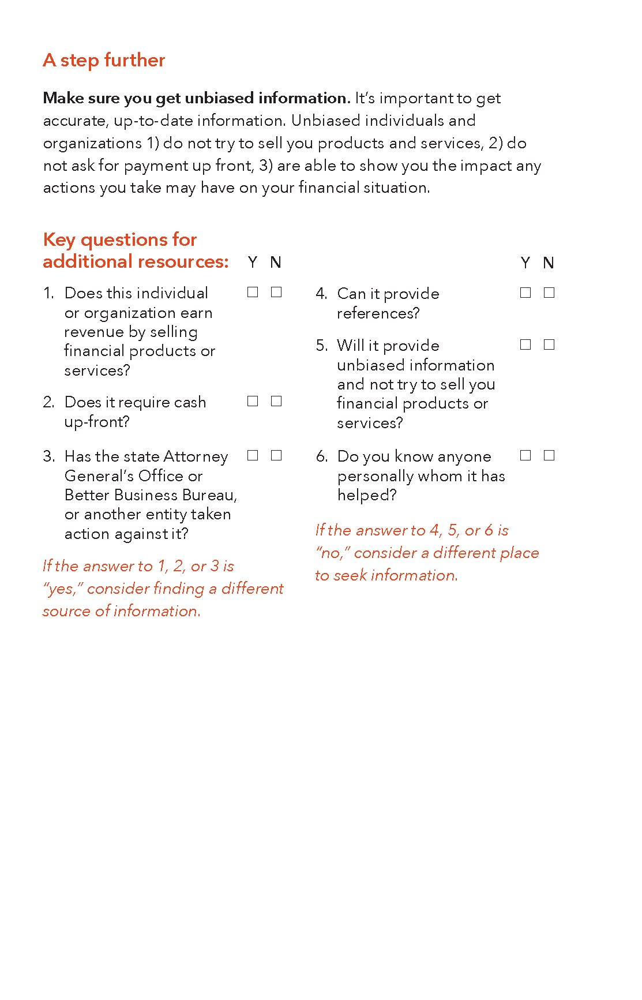 A step further
Make sure you get unbiased information. It’s important to get
accurate, up-to-date information. Unbiased individuals and
organizations 1) do not try to sell you products and services, 2) do
not ask for payment up front, 3) are able to show you the impact any
actions you take may have on your financial situation.
Key questions for
additional resources: Y N
1. Does this individual
or organization earn
revenue by selling
financial products or
services?
2. Does it require cash
up-front?
3. Has the state Attorney
General’s Office or
Better Business Bureau,
or another entity taken
action against it?
If the answer to 1, 2, or 3 is
“yes,” consider finding a different
source of information.
Y N
4. Can it provide
references?
5. Will it provide
unbiased information
and not try to sell you
financial products or
services?
6. Do you know anyone
personally whom it has
helped?
If the answer to 4, 5, or 6 is
“no,” consider a different place
to seek information.